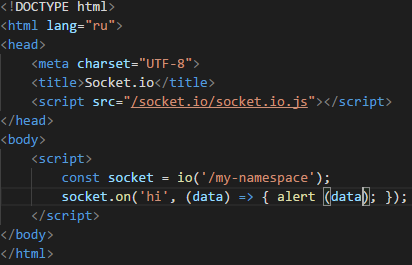 <!DOCTYPE html>
<html lang="ru">
<head>
    <meta charset="UTF-8">
    <title>Socket.io</title>
    <script src="/socket.io/socket.io.js"></script>
</head>
<body>
    <script>
        const socket = io('/my-namespace');
        socket.on('hi', (data) => { alert (data); });
    </script>
</body>
</html>